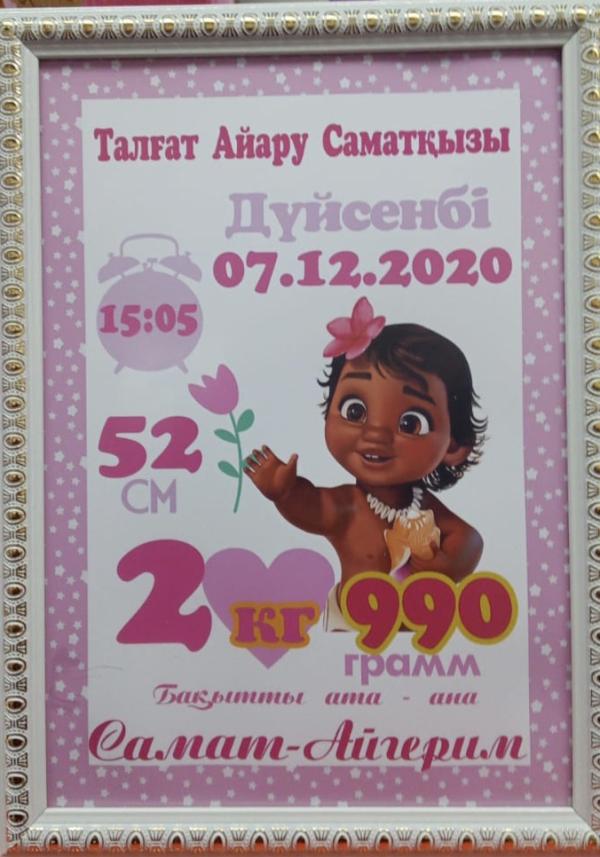 Талғат Айару Саматқызы
Дүйсенбі
07.12.2020
15:05
52
СМ
2 кг 990
грамм
Бақытты ата - ана
Самат-Айгерим